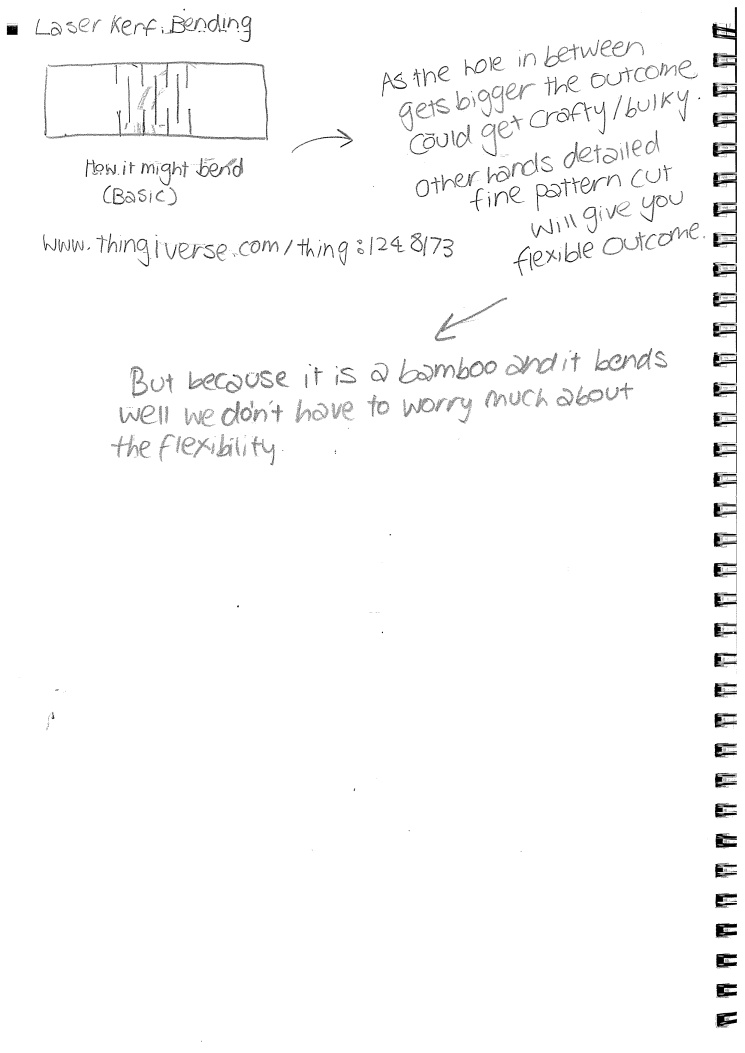 Laser Kerf Bending
How it might bend
(Basic)
www.thingiverse.com/thing:1248173
As the hole in between
gets bigger the outcome
could get crafty/bulky.
Other hands detailed
fine pattern cut
will give you
flexible outcome.
But because it is a bamboo and it bends
well we don't have to worry much about
the flexibility.